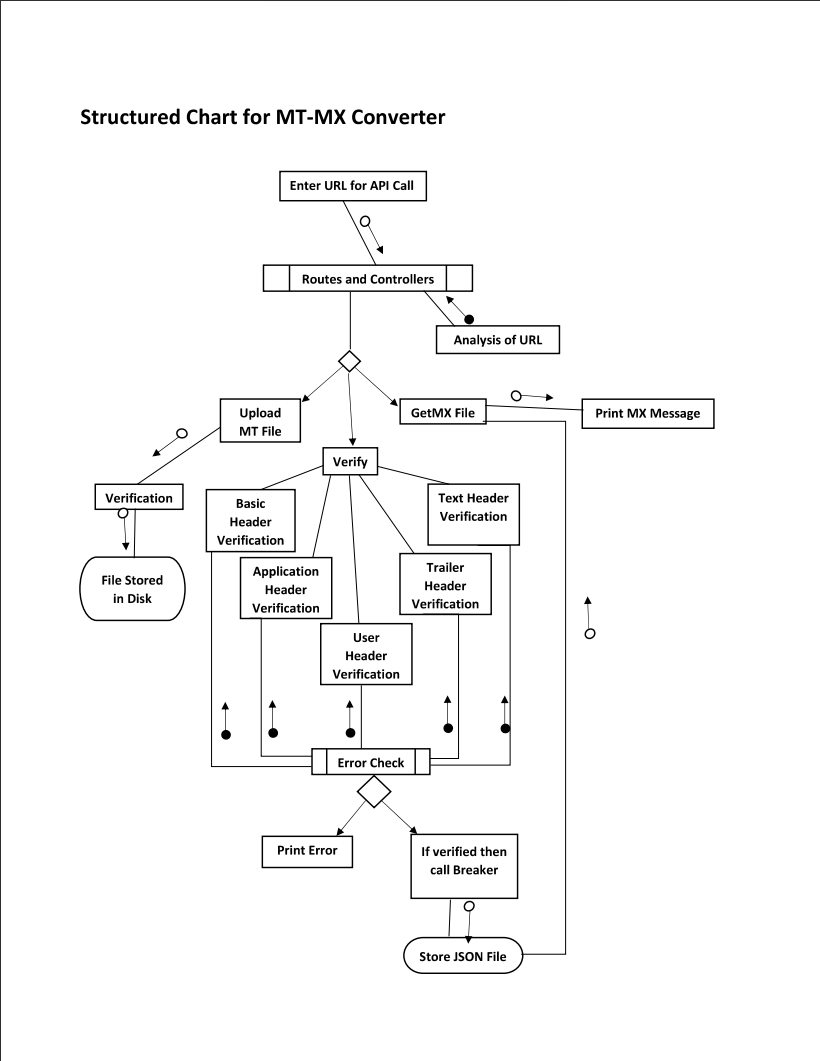 Structured Chart for MT-MX Converter
Enter URL for API Call
Routes and Controllers
Analysis of URL
Upload
MT File
GetMX File
Print MX Message
Verify
Verification
Basic
Header
Verification
Text Header
Verification
File Stored
in Disk
Application
Header
Verification
Trailer
Header
Verification
User
Header
Verification
Error Check
Print Error
If verified then
call Breaker
Store JSON File